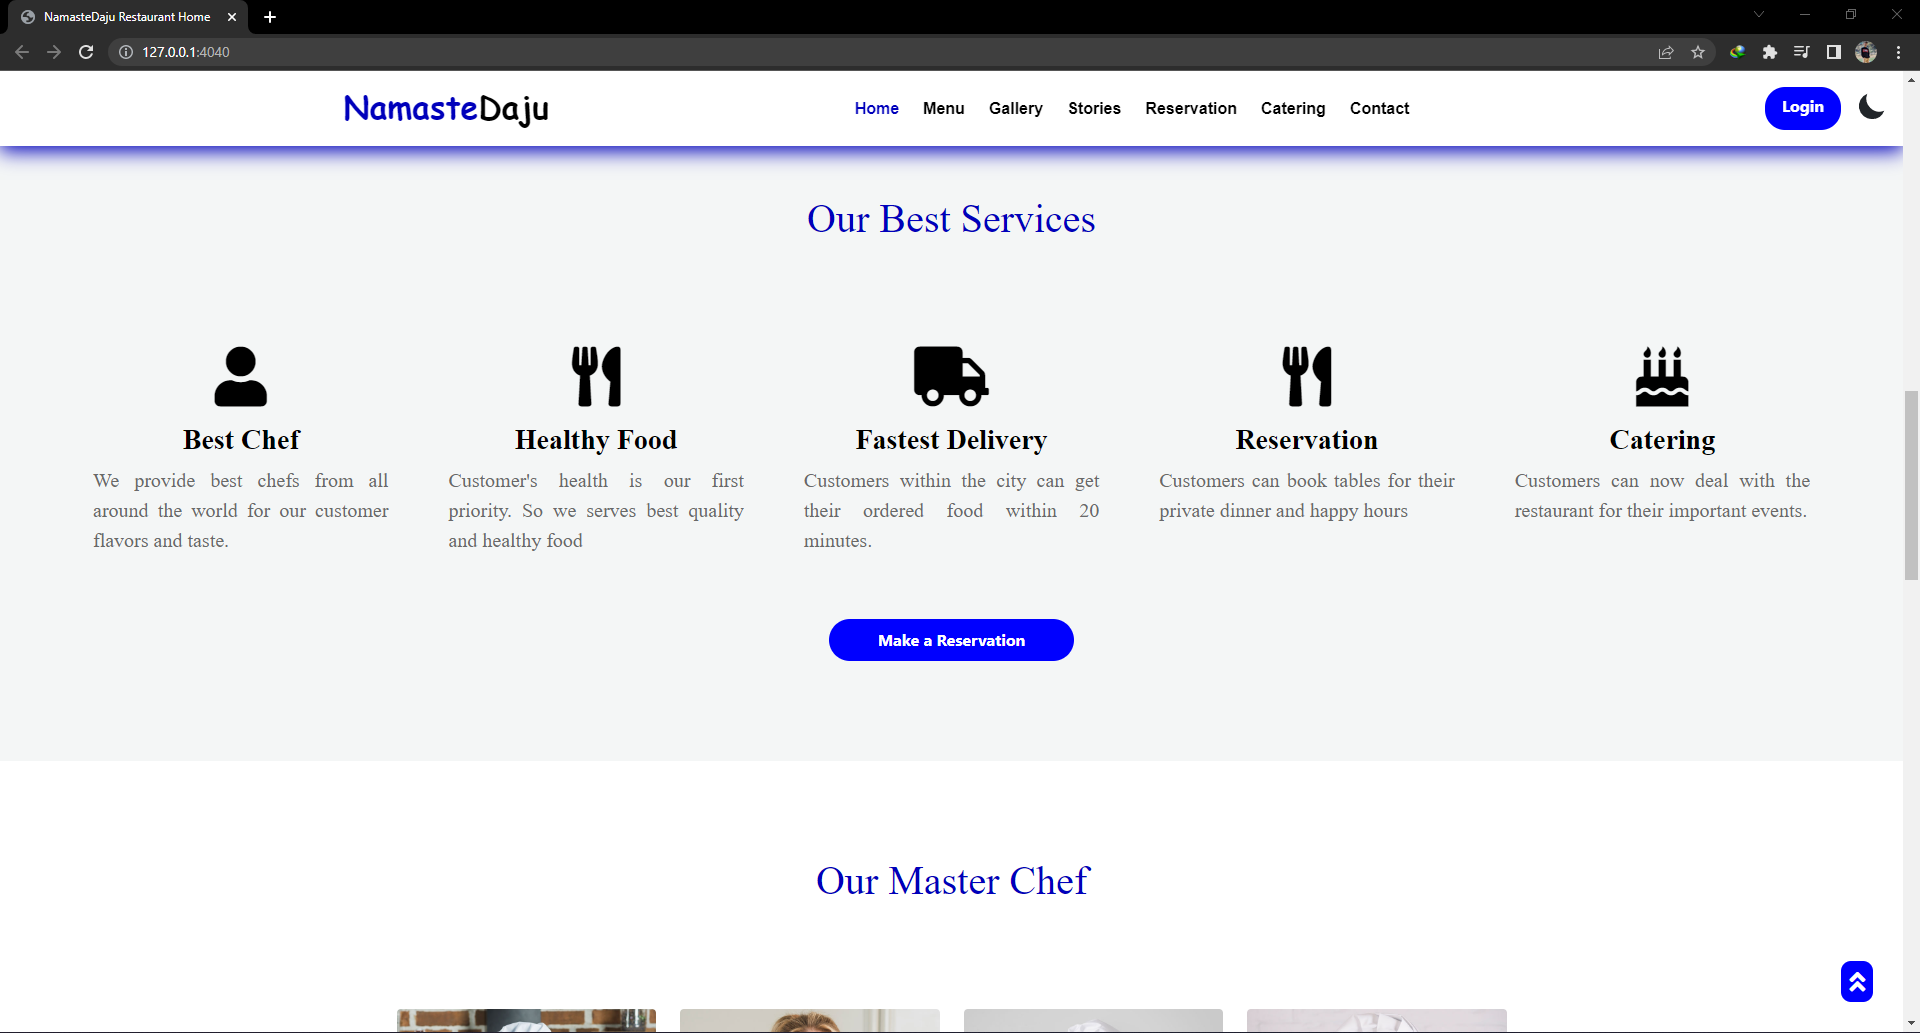 NamasteDaju Restaurant Home
127.0.0.1:4040
NamasteDaju
Home Menu Gallery Stories Reservation Catering Contact
Login
Our Best Services
Best Chef
We provide best chefs from all
around the world for our customer
flavors and taste.
Healthy Food
Customer's health is our first
priority. So we serves best quality
and healthy food
Fastest Delivery
Customers within the city can get
their ordered food within 20
minutes.
Reservation
Customers can book tables for their
private dinner and happy hours
Catering
Customers can now deal with the
restaurant for their important events.
Make a Reservation
Our Master Chef